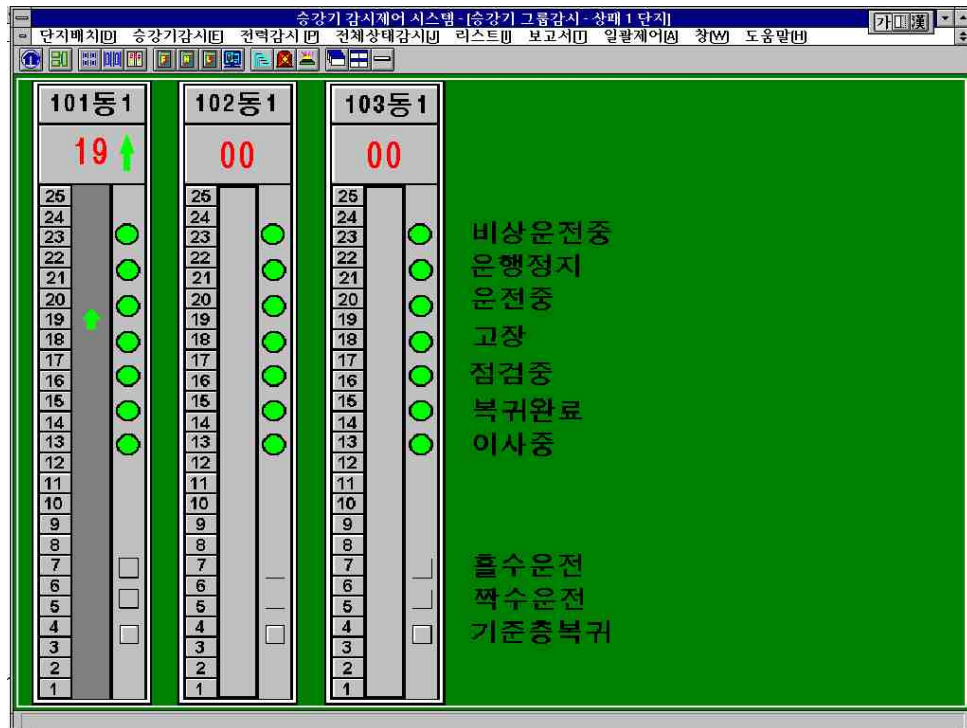 승강기 감시제어 시스템 - [승강기 그룹감시 - 상패 1 단지]
가 漢
단지배치[D] 승강기감시[E] 전력감시[P] 전체상태감시[J] 리스트[I] 보고서[T] 일괄제어[A] 창[W] 도움말[H]
101동1 102동1 103동1
19 00 00
25 25 25
24 24 24
23 23 23 비상운전중
22 22 22 운행정지
21 21 21
20 20 20 운전중
19 19 19
18 18 18 고장
17 17 17
16 16 16 점검중
15 15 15
14 14 14 복귀완료
13 13 13 이사중
12 12 12
11 11 11
10 10 10
9 9 9
8 8 8
7 7 7 홀수운전
6 6 6
5 5 5 짝수운전
4 4 4 기준층복귀
3 3 3
2 2 2
1 1 1